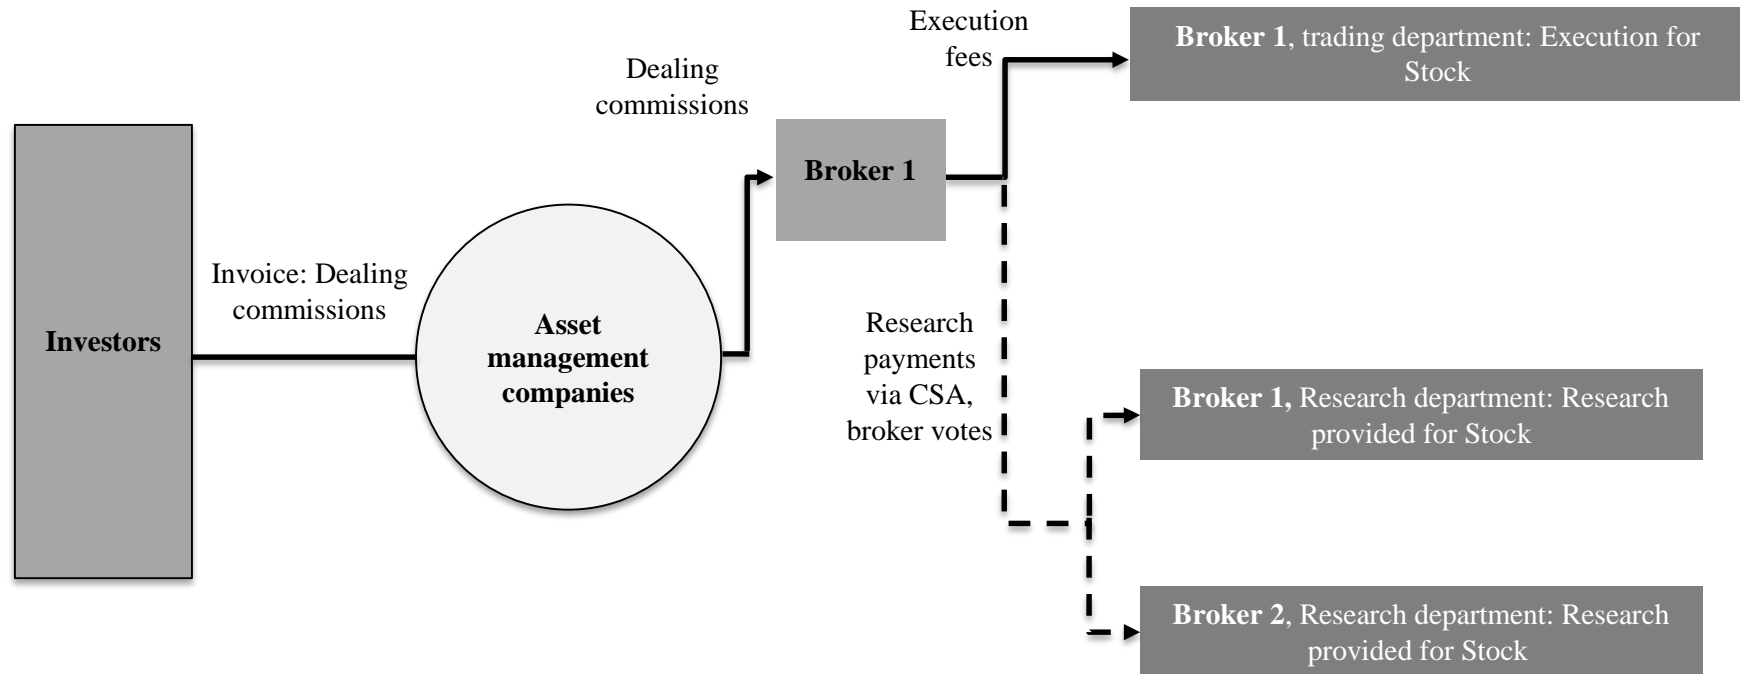 Investors
Invoice: Dealing
commissions
Asset
management
companies
Dealing
commissions
Broker 1
Execution
fees
Broker 1, trading department: Execution for
Stock
Research
payments
via CSA,
broker votes
Broker 1, Research department: Research
provided for Stock
Broker 2, Research department: Research
provided for Stock